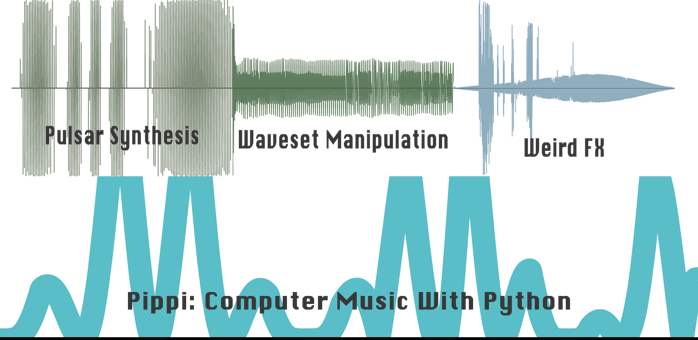 Pulsar Synthesis
Waveset Manipulation
Weird FX
Pippi: Computer Music With Python